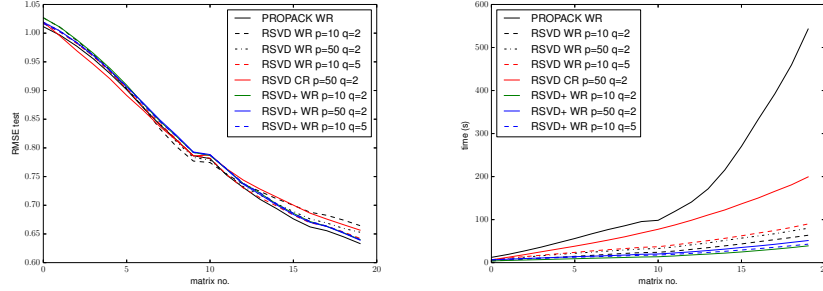 1.05
1.00
0.95
0.90
0.85
0.80
0.75
0.70
0.65
0.60
RMSE test
0
5
10
15
20
matrix no.
PROPACK WR
RSVD WR p=10 q=2
RSVD WR p=50 q=2
RSVD WR p=10 q=5
RSVD CR p=50 q=2
RSVD+ WR p=10 q=2
RSVD+ WR p=50 q=2
RSVD+ WR p=10 q=5
600
500
400
300
200
100
0
time (s)
0
5
10
15
matrix no.
PROPACK WR
RSVD WR p=10 q=2
RSVD WR p=50 q=2
RSVD WR p=10 q=5
RSVD CR p=50 q=2
RSVD+ WR p=10 q=2
RSVD+ WR p=50 q=2
RSVD+ WR p=10 q=5